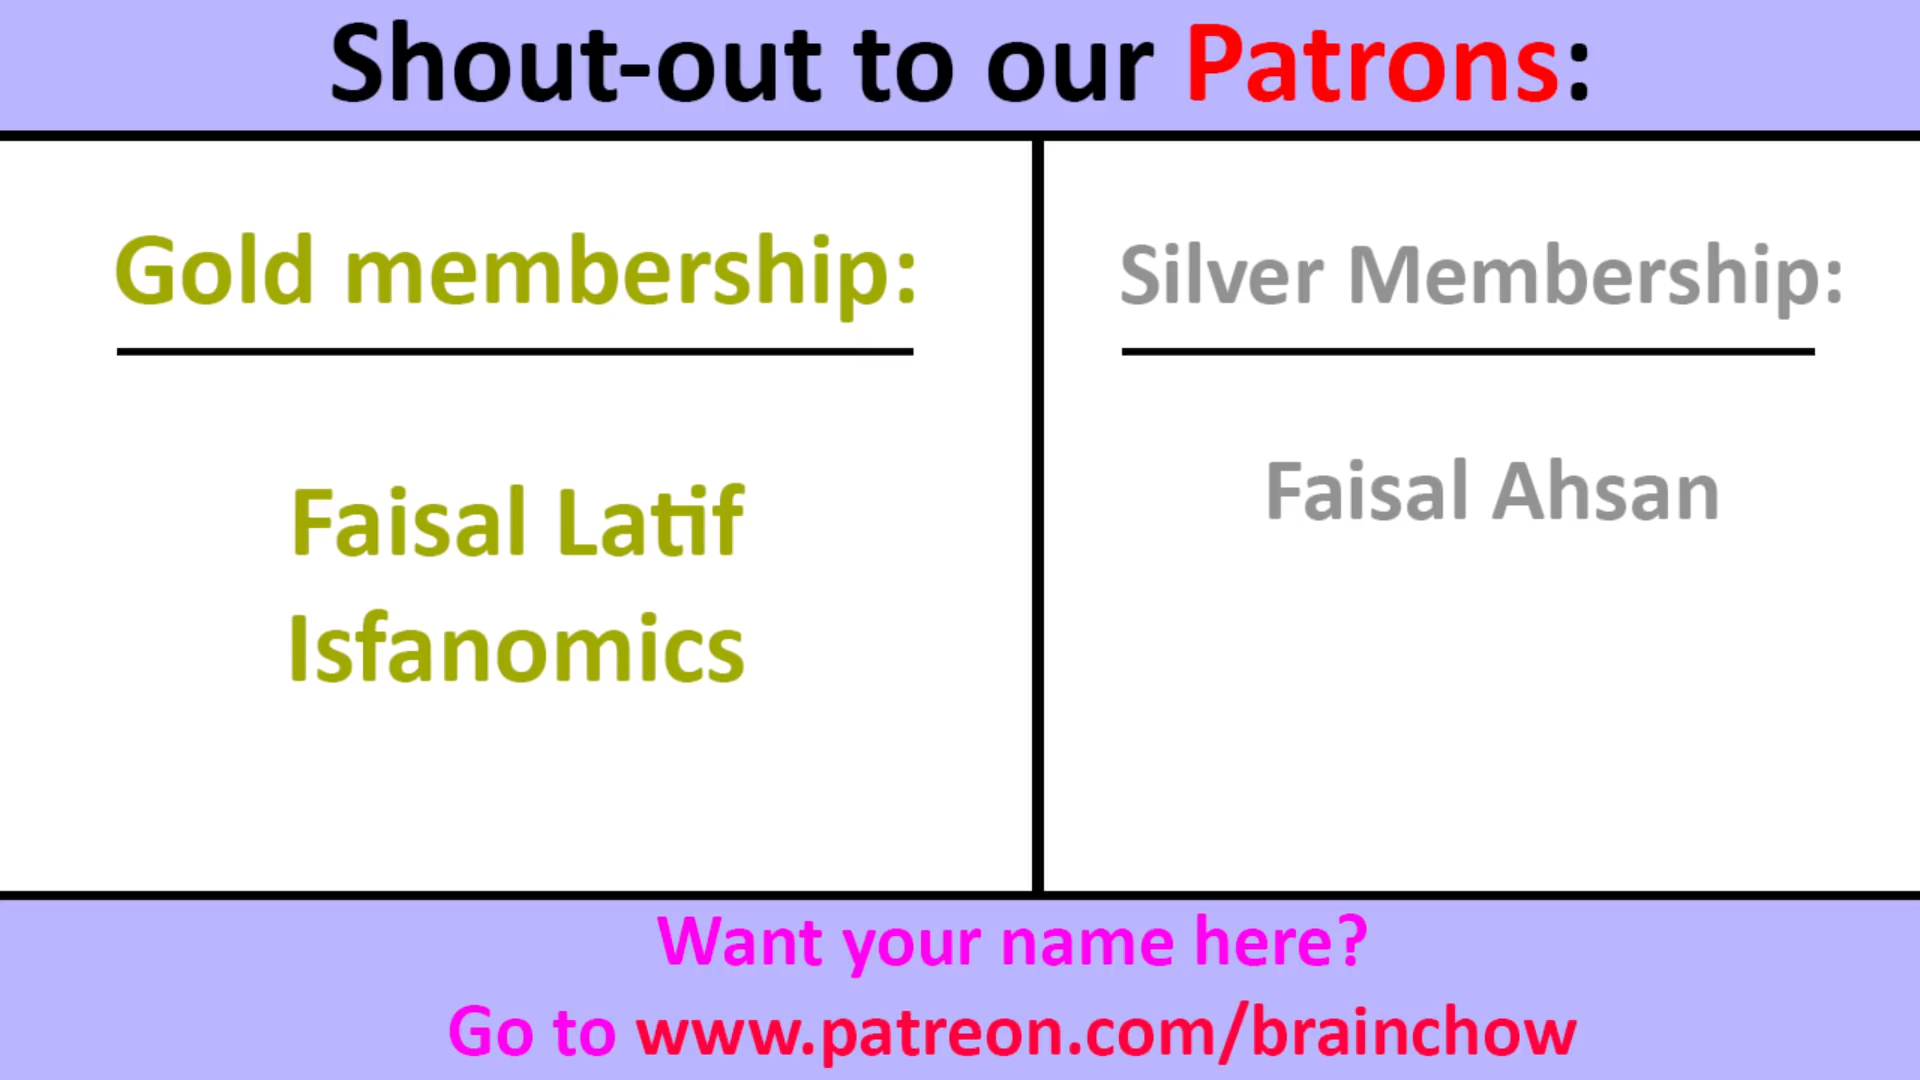 Shout-out to our Patrons:
Gold membership:
Faisal Latif
Isfanomics
Silver Membership:
Faisal Ahsan
Want your name here?
Go to www.patreon.com/brainchow